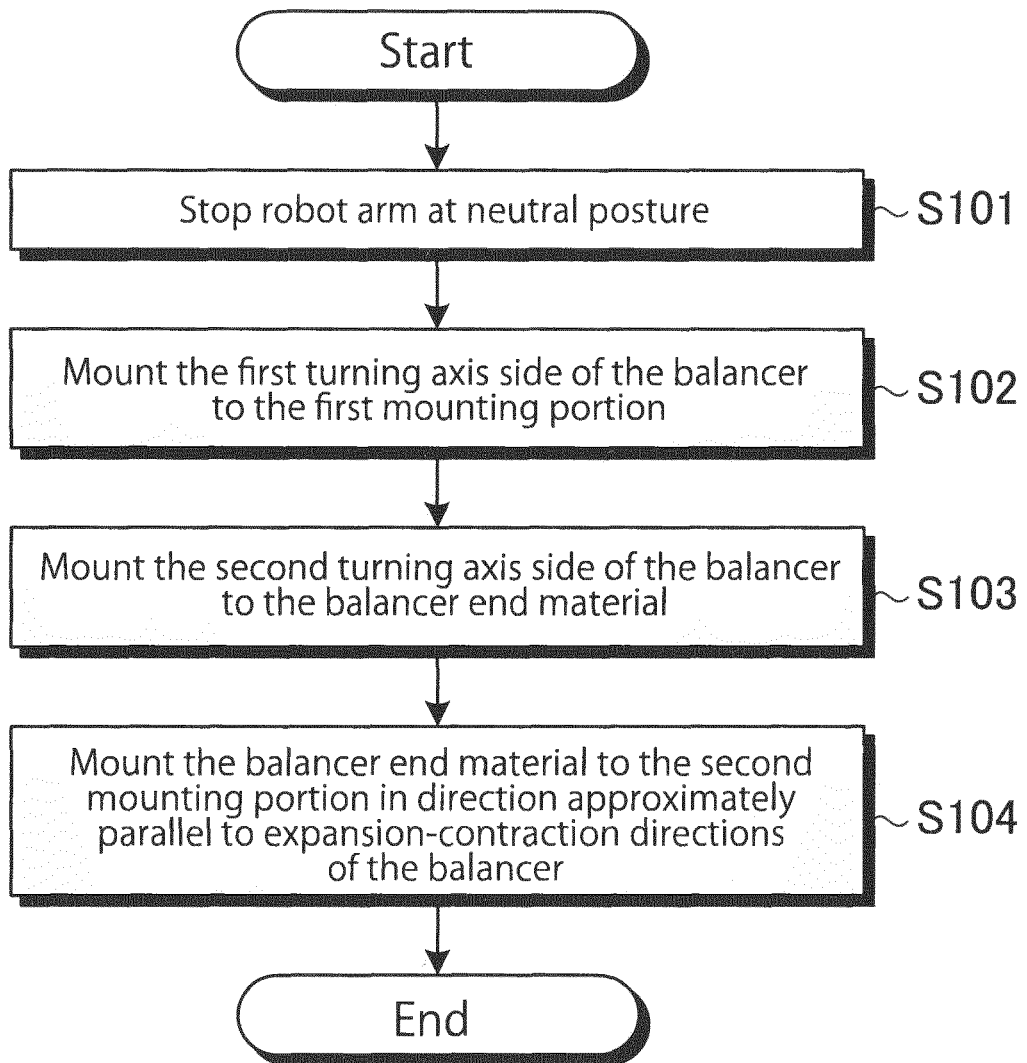 Start
Stop robot arm at neutral posture
S101
Mount the first turning axis side of the balancer
to the first mounting portion
S102
Mount the second turning axis side of the balancer
to the balancer end material
S103
Mount the balancer end material to the second
mounting portion in direction approximately
parallel to expansion-contraction directions
of the balancer
S104
End